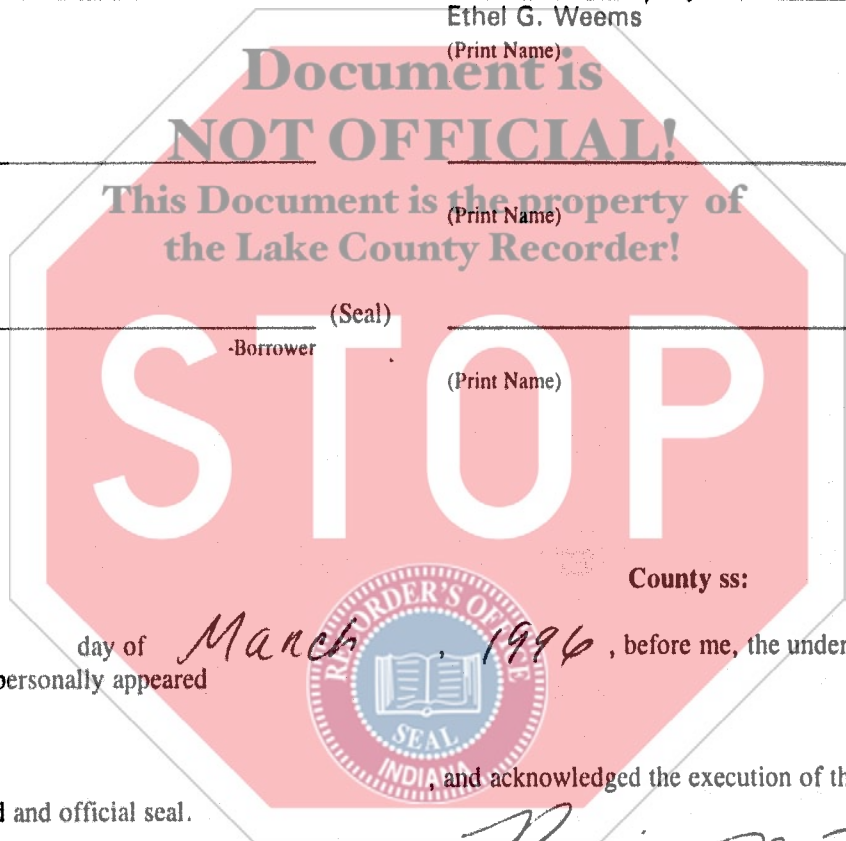 Ethel G. Weems
(Print Name)
Document is
NOT OFFICIAL!
This Document is the property of
the Lake County Recorder!
(Print Name)
(Seal)
-Borrower
(Print Name)
STOP
County ss:
RECORDER'S OFFICE
SEAL
INDIANA
day of March, 1996, before me, the under
personally appeared
, and acknowledged the execution of th
d and official seal.